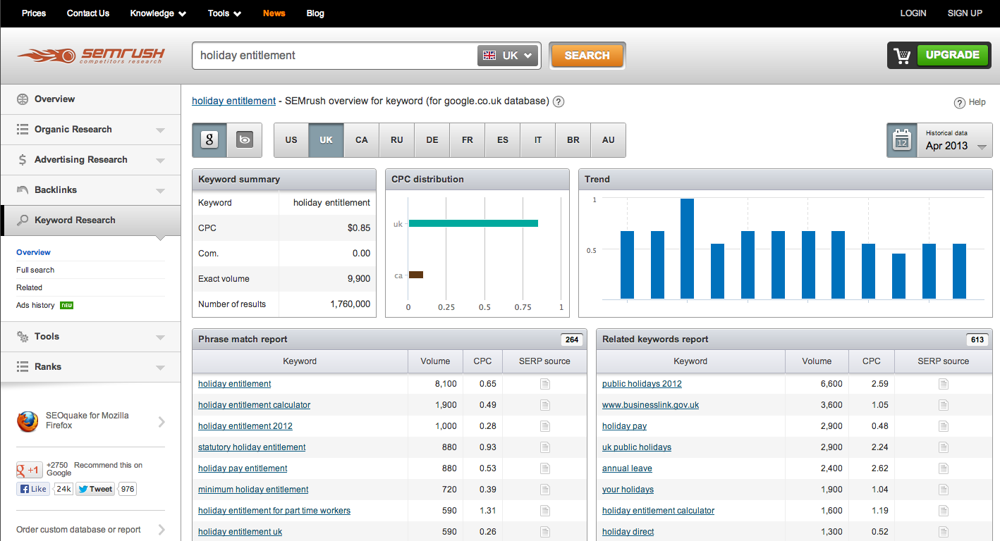 Prices Contact Us Knowledge Tools News Blog LOGIN SIGN UP
semrush
competitors research
holiday entitlement UK SEARCH UPGRADE
Overview
Organic Research
Advertising Research
Backlinks
Keyword Research
Overview
Full search
Related
Ads history NEW
Tools
Ranks
SEOquake for Mozilla
Firefox
g +1 +2750 Recommend this on
Google
Like 24k Tweet 976
Order custom database or report
holiday entitlement - SEMrush overview for keyword (for google.co.uk database) ?
? Help
g b US UK CA RU DE FR ES IT BR AU
12 Historical data
Apr 2013
Keyword summary
Keyword holiday entitlement
CPC $0.85
Com. 0.00
Exact volume 9,900
Number of results 1,760,000
CPC distribution
uk
ca
0 0.25 0.5 0.75 1
Trend
1
0.5
Phrase match report 264
Keyword Volume CPC SERP source
holiday entitlement 8,100 0.65
holiday entitlement calculator 1,900 0.49
holiday entitlement 2012 1,000 0.28
statutory holiday entitlement 880 0.93
holiday pay entitlement 880 0.53
minimum holiday entitlement 720 0.39
holiday entitlement for part time workers 590 1.31
holiday entitlement uk 590 0.26
Related keywords report 613
Keyword Volume CPC SERP source
public holidays 2012 6,600 2.59
www.businesslink.gov.uk 3,600 1.05
holiday pay 2,900 0.48
uk public holidays 2,900 2.24
annual leave 2,400 2.62
your holidays 1,900 1.04
holiday entitlement calculator 1,600 1.19
holiday direct 1,300 0.52